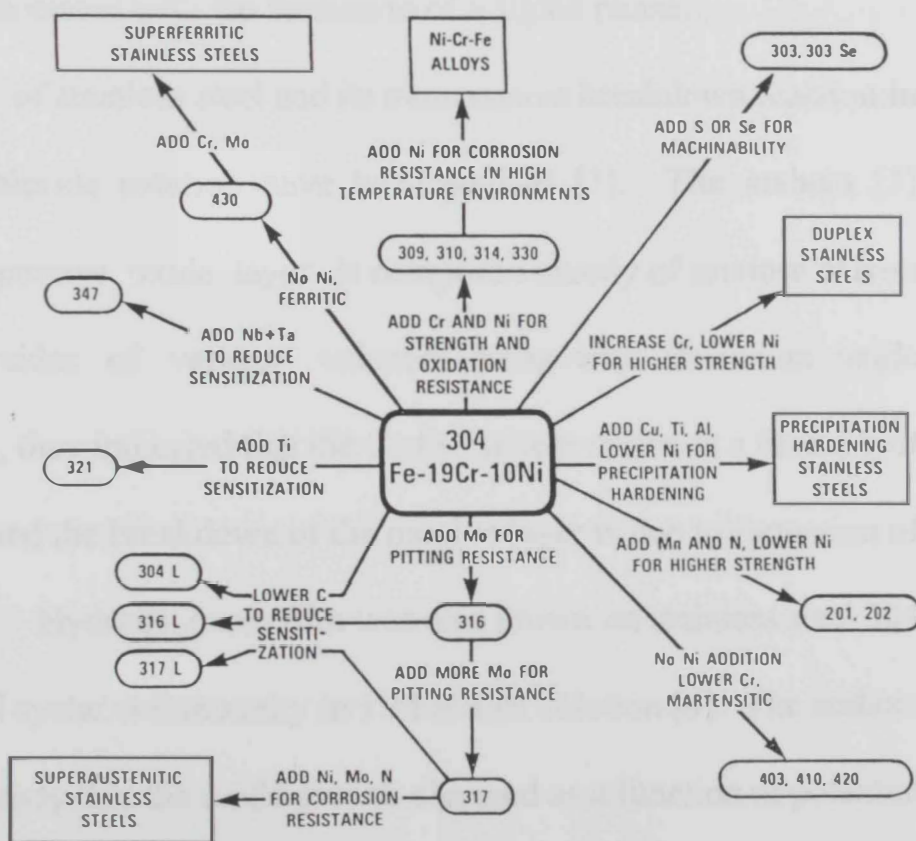 SUPERFERRITIC
STAINLESS STEELS
Ni-Cr-Fe
ALLOYS
303, 303 Se
ADD Cr, Mo
ADD Ni FOR CORROSION
RESISTANCE IN HIGH
TEMPERATURE ENVIRONMENTS
ADD S OR Se FOR
MACHINABILITY
430
309, 310, 314, 330
DUPLEX
STAINLESS
STEEL
No Ni,
FERRITIC
347
ADD Nb+Ta
TO REDUCE
SENSITIZATION
ADD Cr AND Ni FOR
STRENGTH AND
OXIDATION
RESISTANCE
INCREASE Cr, LOWER Ni
FOR HIGHER STRENGTH
304
Fe-19Cr-10Ni
321
ADD Ti
TO REDUCE
SENSITIZATION
ADD Cu, Ti, Al,
LOWER Ni FOR
PRECIPITATION
HARDENING
PRECIPITATION
HARDENING
STAINLESS
STEELS
ADD Mo FOR
PITTING RESISTANCE
ADD Mn AND N, LOWER Ni
FOR HIGHER STRENGTH
304 L
316 L
317 L
LOWER C
TO REDUCE
SENSITI-
ZATION
316
201, 202
ADD MORE Mo FOR
PITTING RESISTANCE
No Ni ADDITION
LOWER Cr,
MARTENSITIC
SUPERAUSTENITIC
STAINLESS
STEELS
ADD Ni, Mo, N
FOR CORROSION
RESISTANCE
317
403, 410, 420